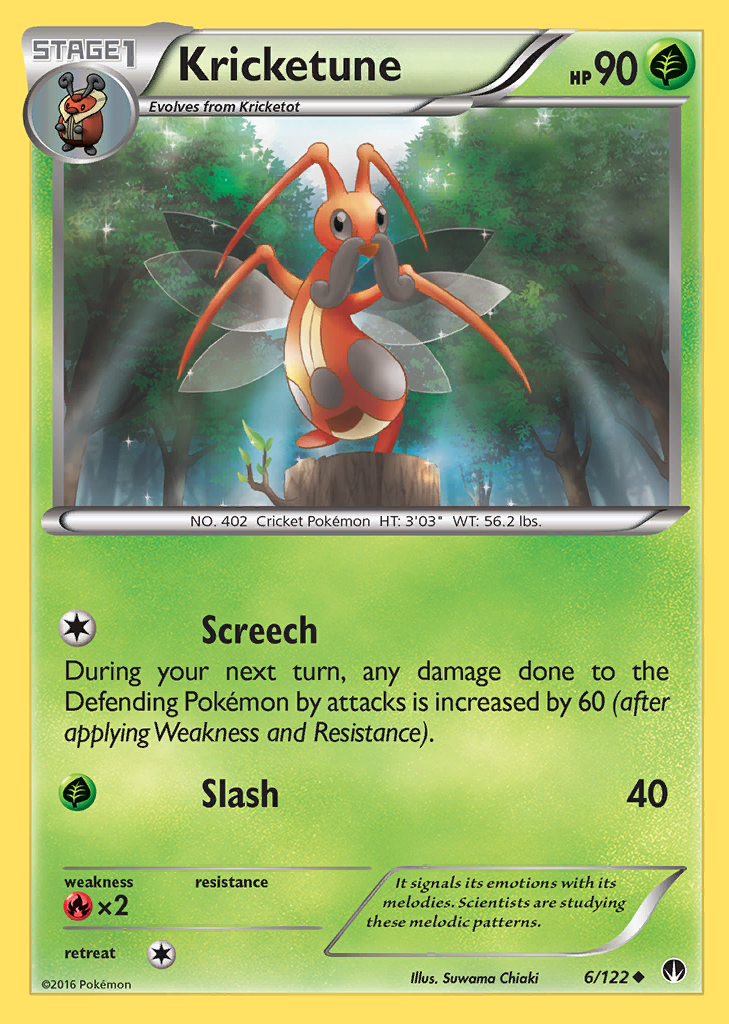 STAGE1
Kricketune
HP 90
Evolves from Kricketot
NO. 402 Cricket Pokémon HT: 3'03" WT: 56.2 lbs.
Screech
During your next turn, any damage done to the
Defending Pokémon by attacks is increased by 60 (after
applying Weakness and Resistance).
Slash 40
weakness resistance
×2
retreat
It signals its emotions with its
melodies. Scientists are studying
these melodic patterns.
©2016 Pokémon
Illus. Suwama Chiaki
6/122